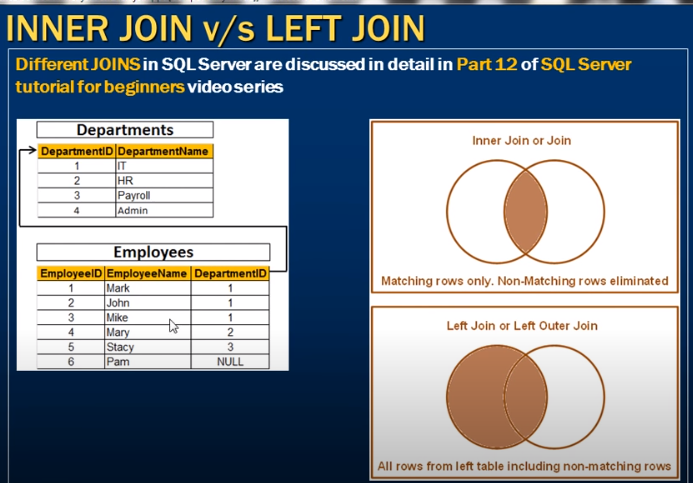 INNER JOIN v/s LEFT JOIN
Different JOINS in SQL Server are discussed in detail in Part 12 of SQL Server
tutorial for beginners video series
Departments
DepartmentID DepartmentName
1 IT
2 HR
3 Payroll
4 Admin
Employees
EmployeeID EmployeeName DepartmentID
1 Mark 1
2 John 1
3 Mike 1
4 Mary 2
5 Stacy 3
6 Pam NULL
Inner Join or Join
Matching rows only. Non-Matching rows eliminated
Left Join or Left Outer Join
All rows from left table including non-matching rows